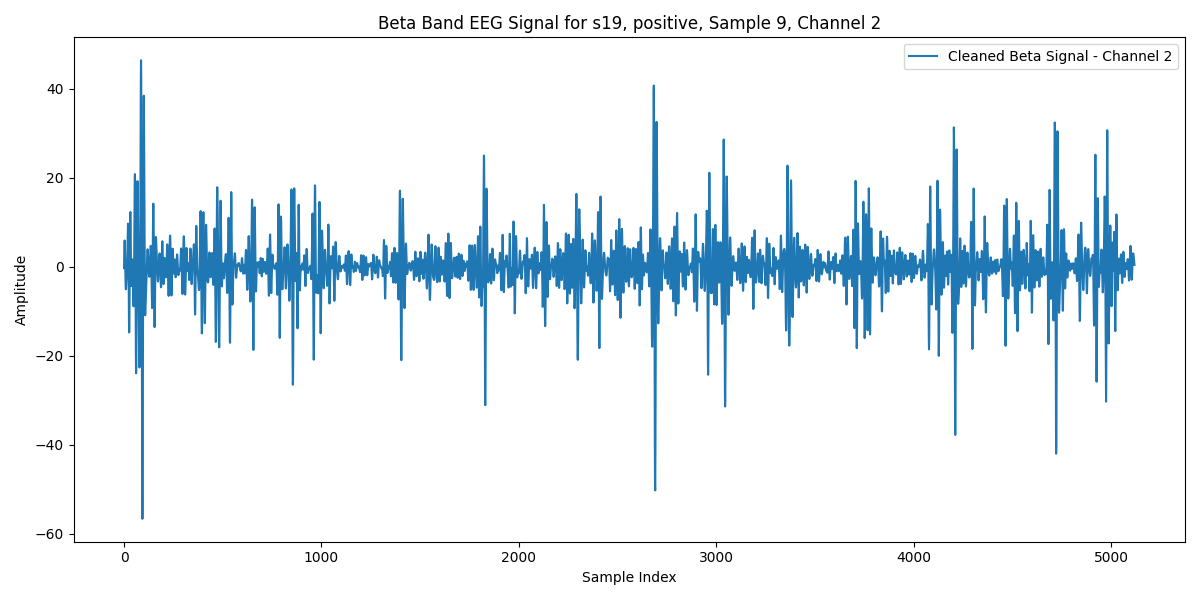 Beta Band EEG Signal for s19, positive, Sample 9, Channel 2
Cleaned Beta Signal - Channel 2
40
20
0
−20
−40
−60
Amplitude
0 1000 2000 3000 4000 5000
Sample Index